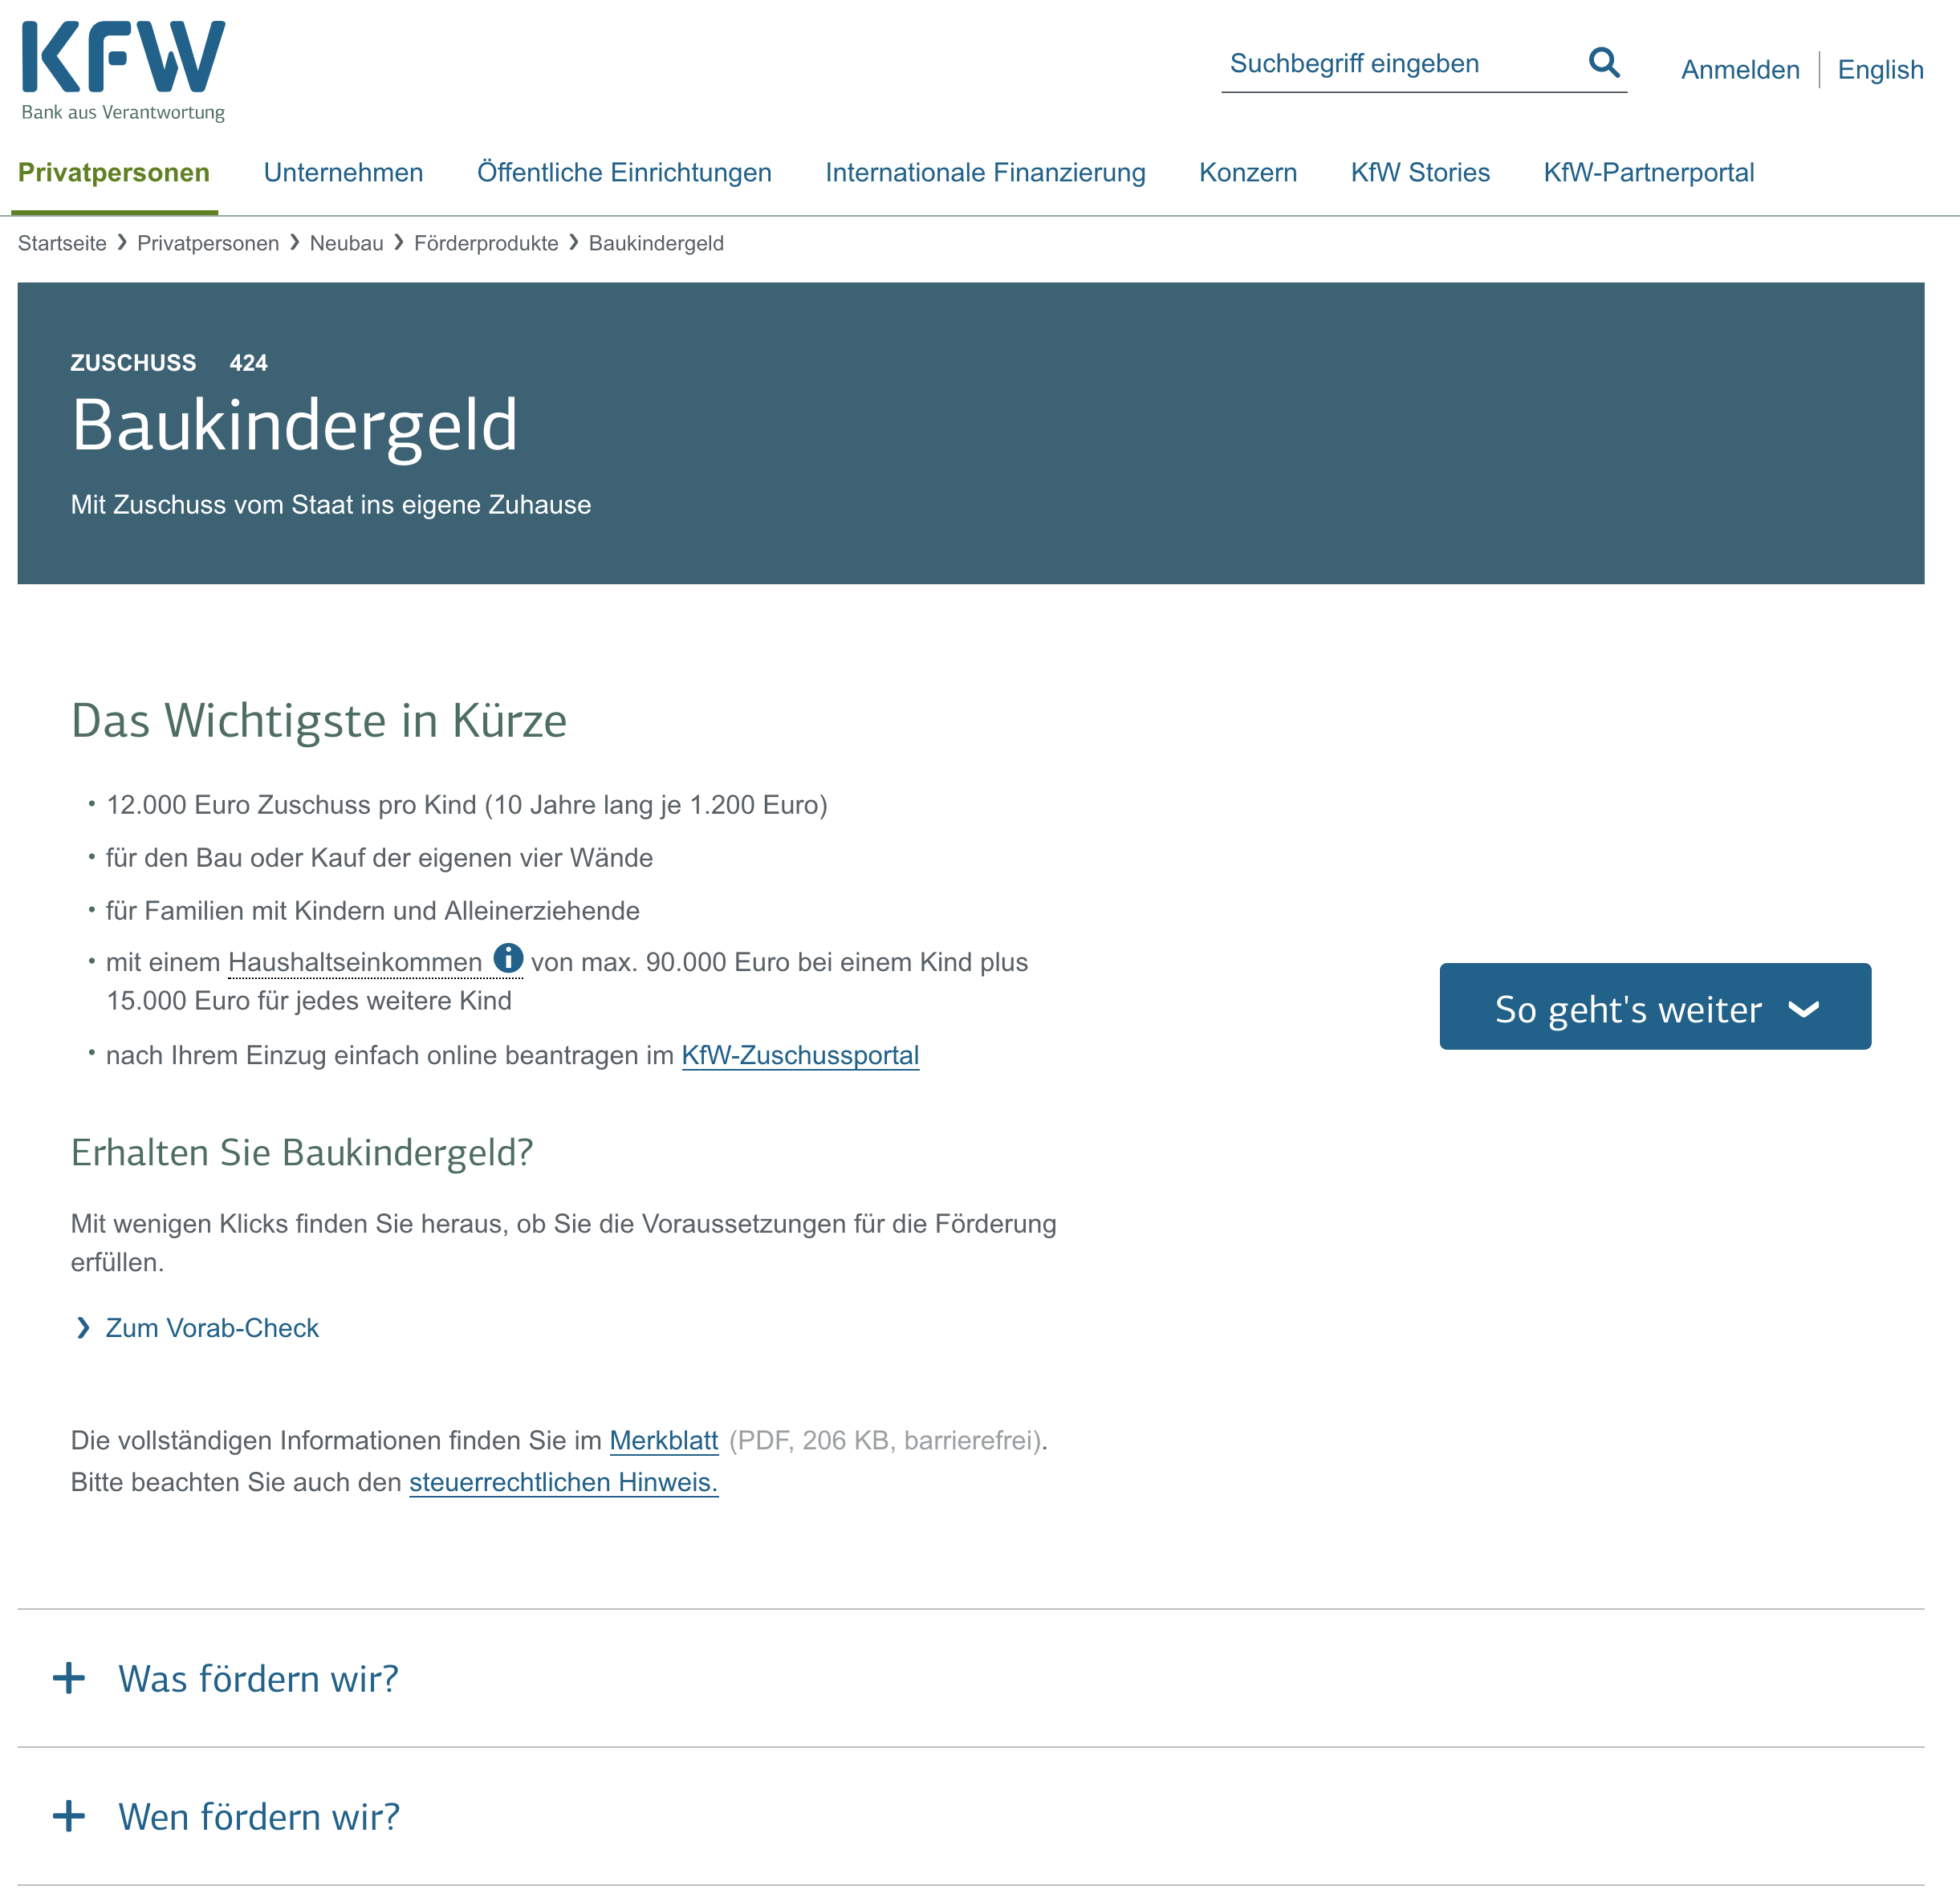 KFW
Bank aus Verantwortung
Suchbegriff eingeben
Anmelden
English
Privatpersonen
Unternehmen
Öffentliche Einrichtungen
Internationale Finanzierung
Konzern
KfW Stories
KfW-Partnerportal
Startseite ❯ Privatpersonen ❯ Neubau ❯ Förderprodukte ❯ Baukindergeld
ZUSCHUSS 424
Baukindergeld
Mit Zuschuss vom Staat ins eigene Zuhause
Das Wichtigste in Kürze
• 12.000 Euro Zuschuss pro Kind (10 Jahre lang je 1.200 Euro)
• für den Bau oder Kauf der eigenen vier Wände
• für Familien mit Kindern und Alleinerziehende
• mit einem Haushaltseinkommen i von max. 90.000 Euro bei einem Kind plus
15.000 Euro für jedes weitere Kind
• nach Ihrem Einzug einfach online beantragen im KfW-Zuschussportal
So geht's weiter
Erhalten Sie Baukindergeld?
Mit wenigen Klicks finden Sie heraus, ob Sie die Voraussetzungen für die Förderung
erfüllen.
❯ Zum Vorab-Check
Die vollständigen Informationen finden Sie im Merkblatt (PDF, 206 KB, barrierefrei).
Bitte beachten Sie auch den steuerrechtlichen Hinweis.
+ Was fördern wir?
+ Wen fördern wir?